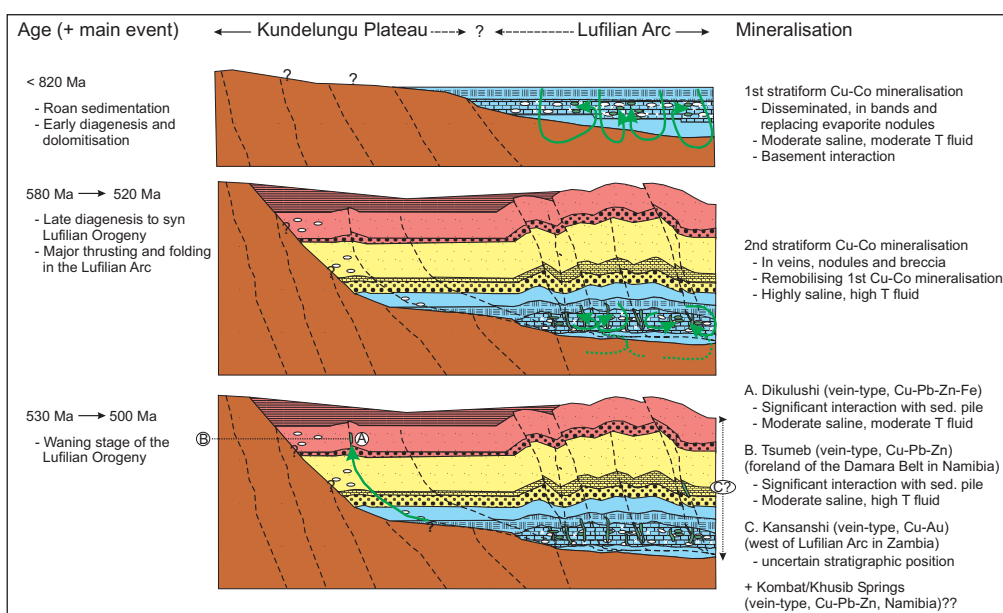 Age (+ main event)
Kundelungu Plateau
?
Lufilian Arc
Mineralisation
< 820 Ma
- Roan sedimentation
- Early diagenesis and
dolomitisation
?
?
1st stratiform Cu-Co mineralisation
- Disseminated, in bands and
replacing evaporite nodules
- Moderate saline, moderate T fluid
- Basement interaction
580 Ma → 520 Ma
- Late diagenesis to syn
Lufilian Orogeny
- Major thrusting and folding
in the Lufilian Arc
?
2nd stratiform Cu-Co mineralisation
- In veins, nodules and breccia
- Remobilising 1st Cu-Co mineralisation
- Highly saline, high T fluid
530 Ma → 500 Ma
- Waning stage of the
Lufilian Orogeny
B
A
?
?
C?
A. Dikulushi (vein-type, Cu-Pb-Zn-Fe)
- Significant interaction with sed. pile
- Moderate saline, moderate T fluid
B. Tsumeb (vein-type, Cu-Pb-Zn)
(foreland of the Damara Belt in Namibia)
- Significant interaction with sed. pile
- Moderate saline, high T fluid
C. Kansanshi (vein-type, Cu-Au)
(west of Lufilian Arc in Zambia)
- uncertain stratigraphic position
+ Kombat/Khusib Springs
(vein-type, Cu-Pb-Zn, Namibia)??